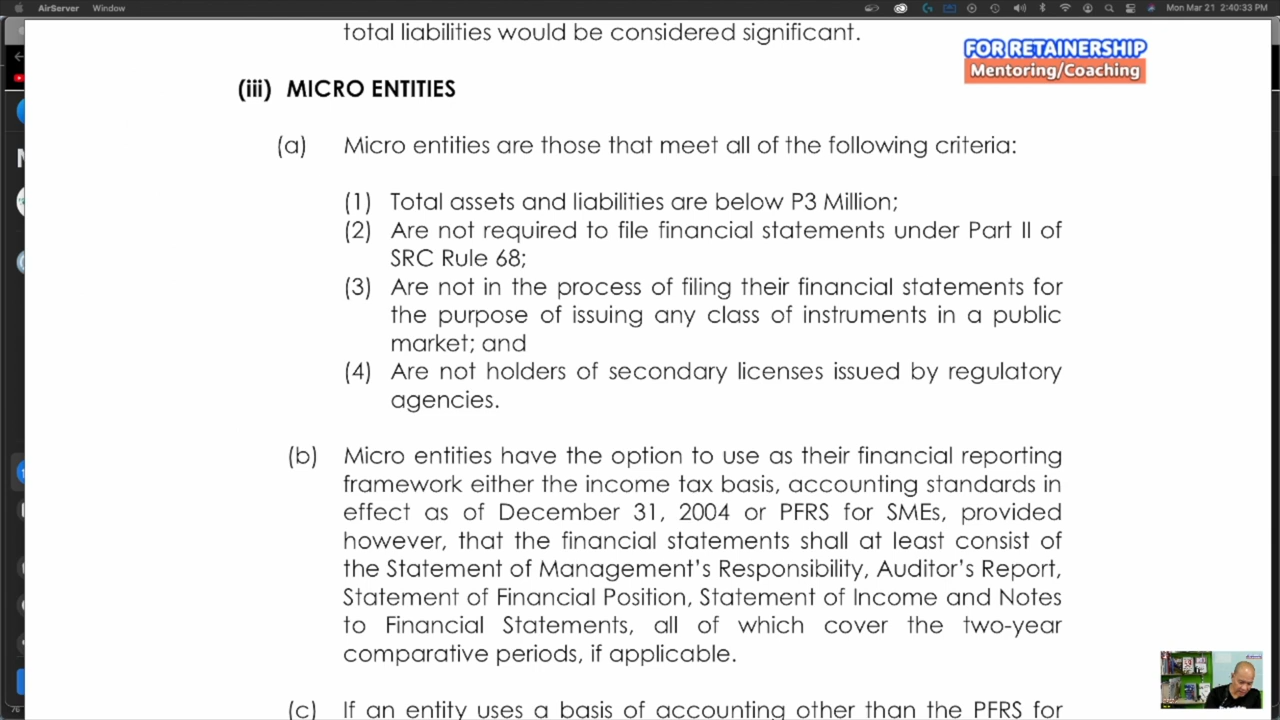 AirServer Window Mon Mar 21 2:40:33 PM
total liabilities would be considered significant.
FOR RETAINERSHIP
Mentoring/Coaching
(iii) MICRO ENTITIES
(a) Micro entities are those that meet all of the following criteria:
(1) Total assets and liabilities are below P3 Million;
(2) Are not required to file financial statements under Part II of
SRC Rule 68;
(3) Are not in the process of filing their financial statements for
the purpose of issuing any class of instruments in a public
market; and
(4) Are not holders of secondary licenses issued by regulatory
agencies.
(b) Micro entities have the option to use as their financial reporting
framework either the income tax basis, accounting standards in
effect as of December 31, 2004 or PFRS for SMEs, provided
however, that the financial statements shall at least consist of
the Statement of Management's Responsibility, Auditor's Report,
Statement of Financial Position, Statement of Income and Notes
to Financial Statements, all of which cover the two-year
comparative periods, if applicable.
(c) If an entity uses a basis of accounting other than the PFRS for